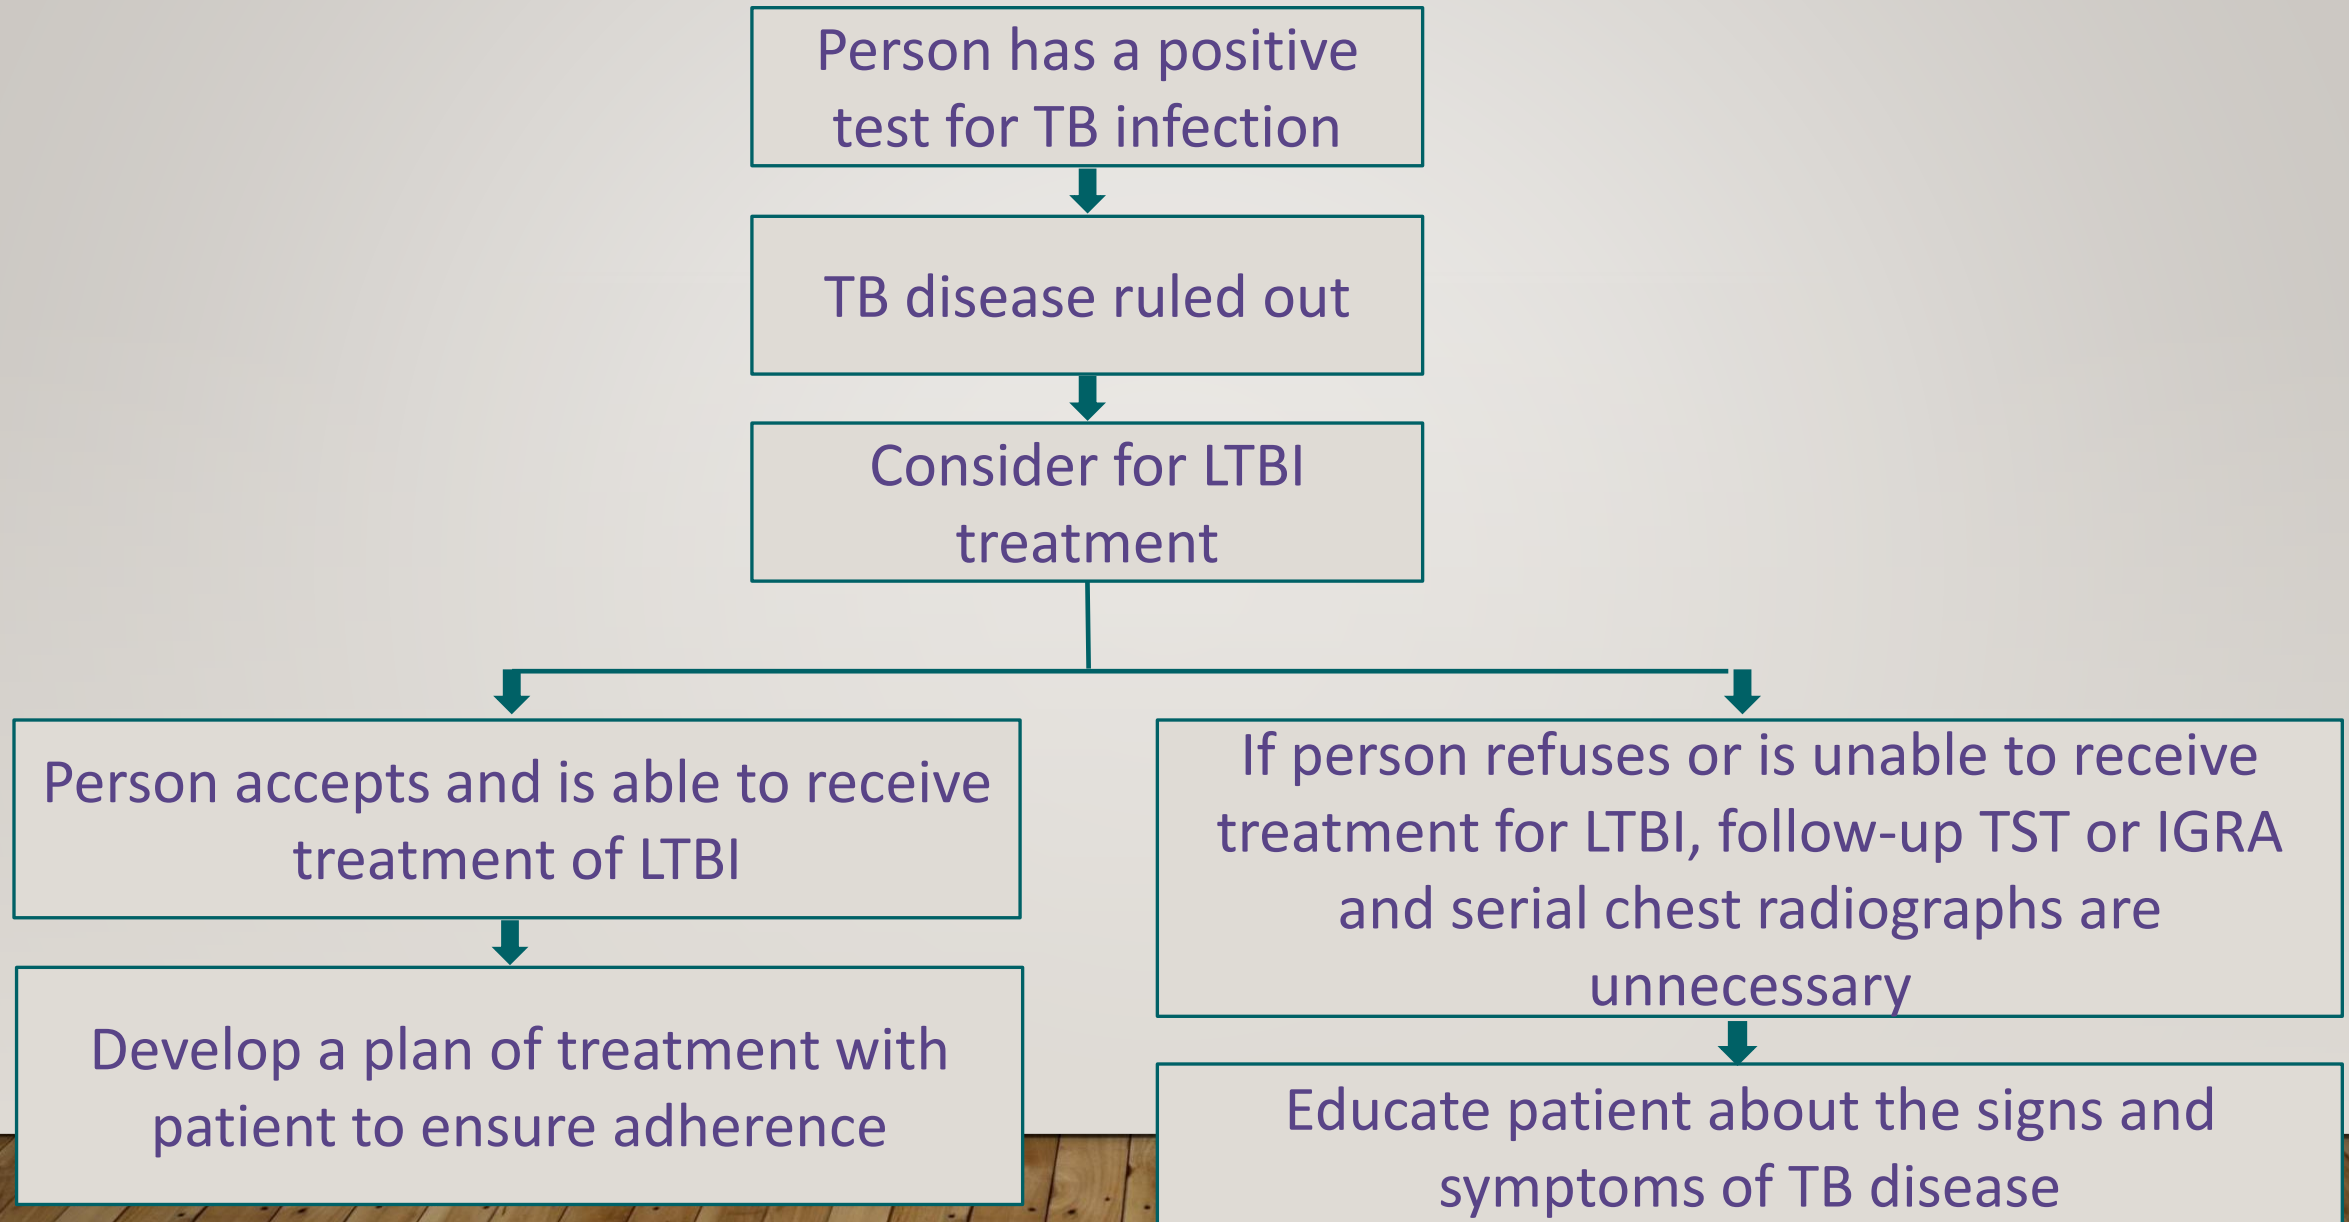 Person has a positive
test for TB infection
TB disease ruled out
Consider for LTBI
treatment
Person accepts and is able to receive
treatment of LTBI
Develop a plan of treatment with
patient to ensure adherence
If person refuses or is unable to receive
treatment for LTBI, follow-up TST or IGRA
and serial chest radiographs are
unnecessary
Educate patient about the signs and
symptoms of TB disease